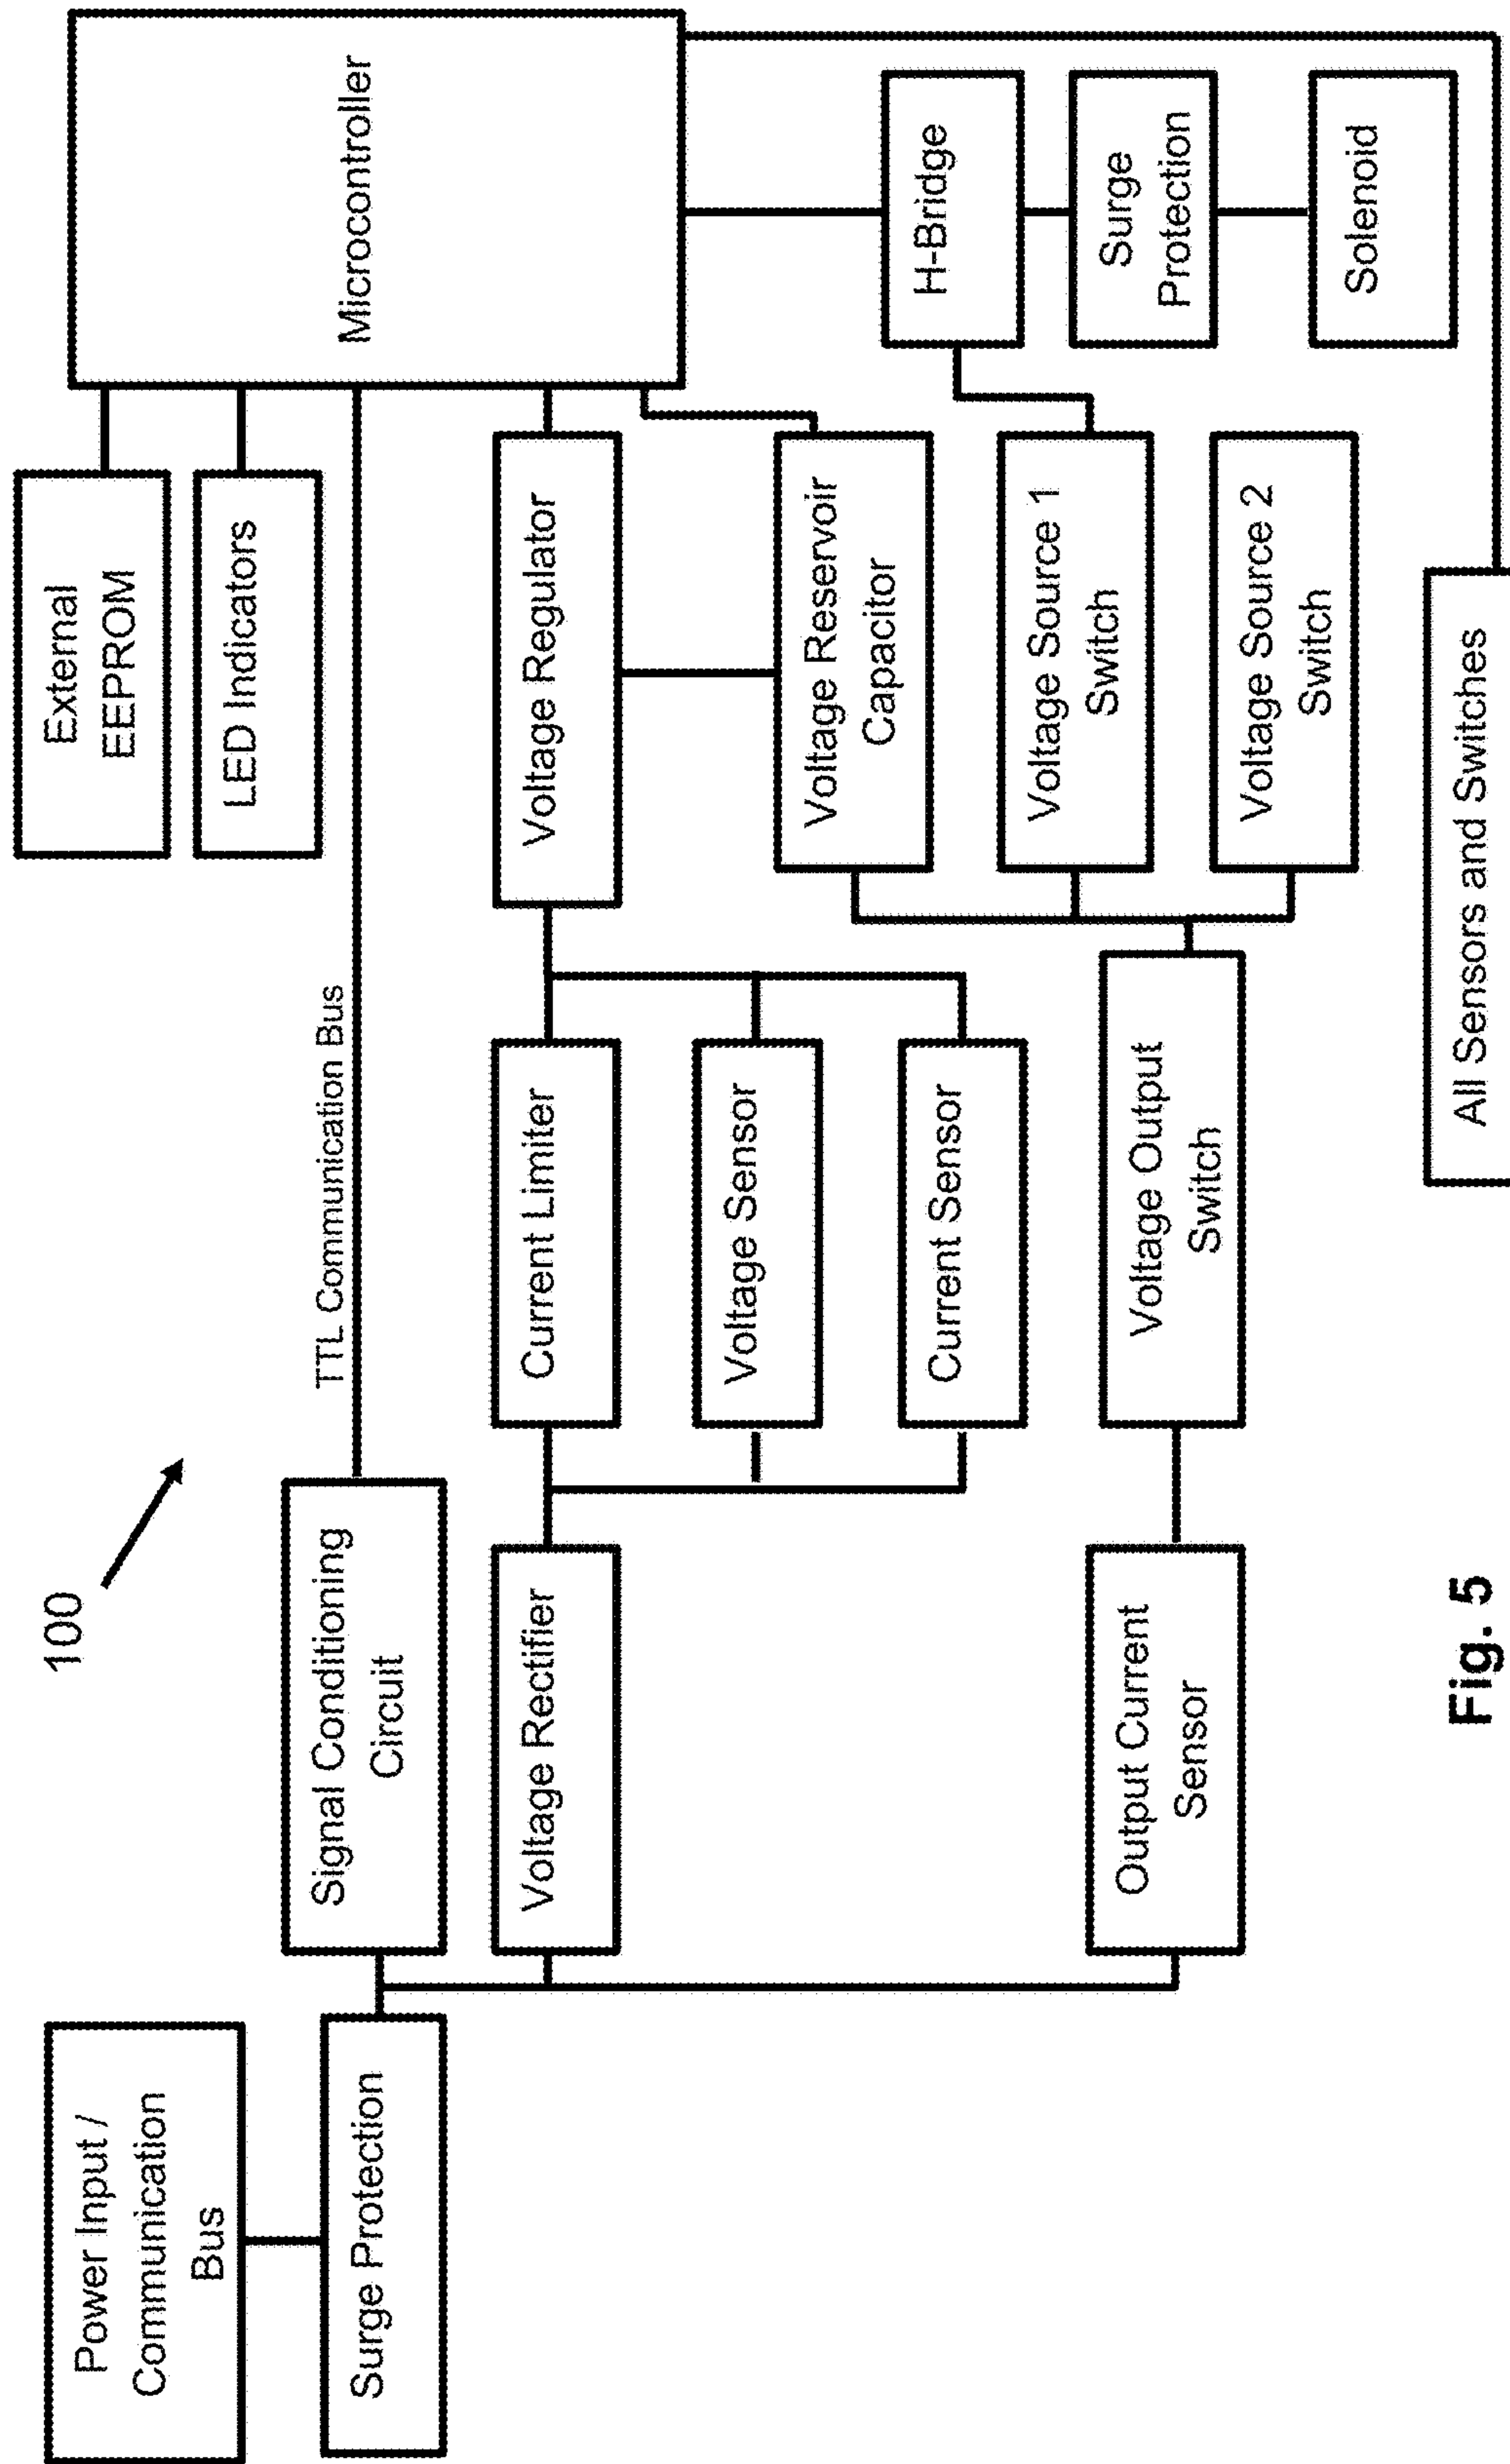 100
Power Input /
Communication
Bus
Surge Protection
Signal Conditioning
Circuit
TTL Communication Bus
External
EEPROM
LED Indicators
Microcontroller
Voltage Rectifier
Current Limiter
Voltage Sensor
Current Sensor
Voltage Regulator
Voltage Reservoir
Capacitor
Voltage Source 1
Switch
Voltage Source 2
Switch
H-Bridge
Surge
Protection
Solenoid
Output Current
Sensor
Voltage Output
Switch
All Sensors and Switches
Fig. 5